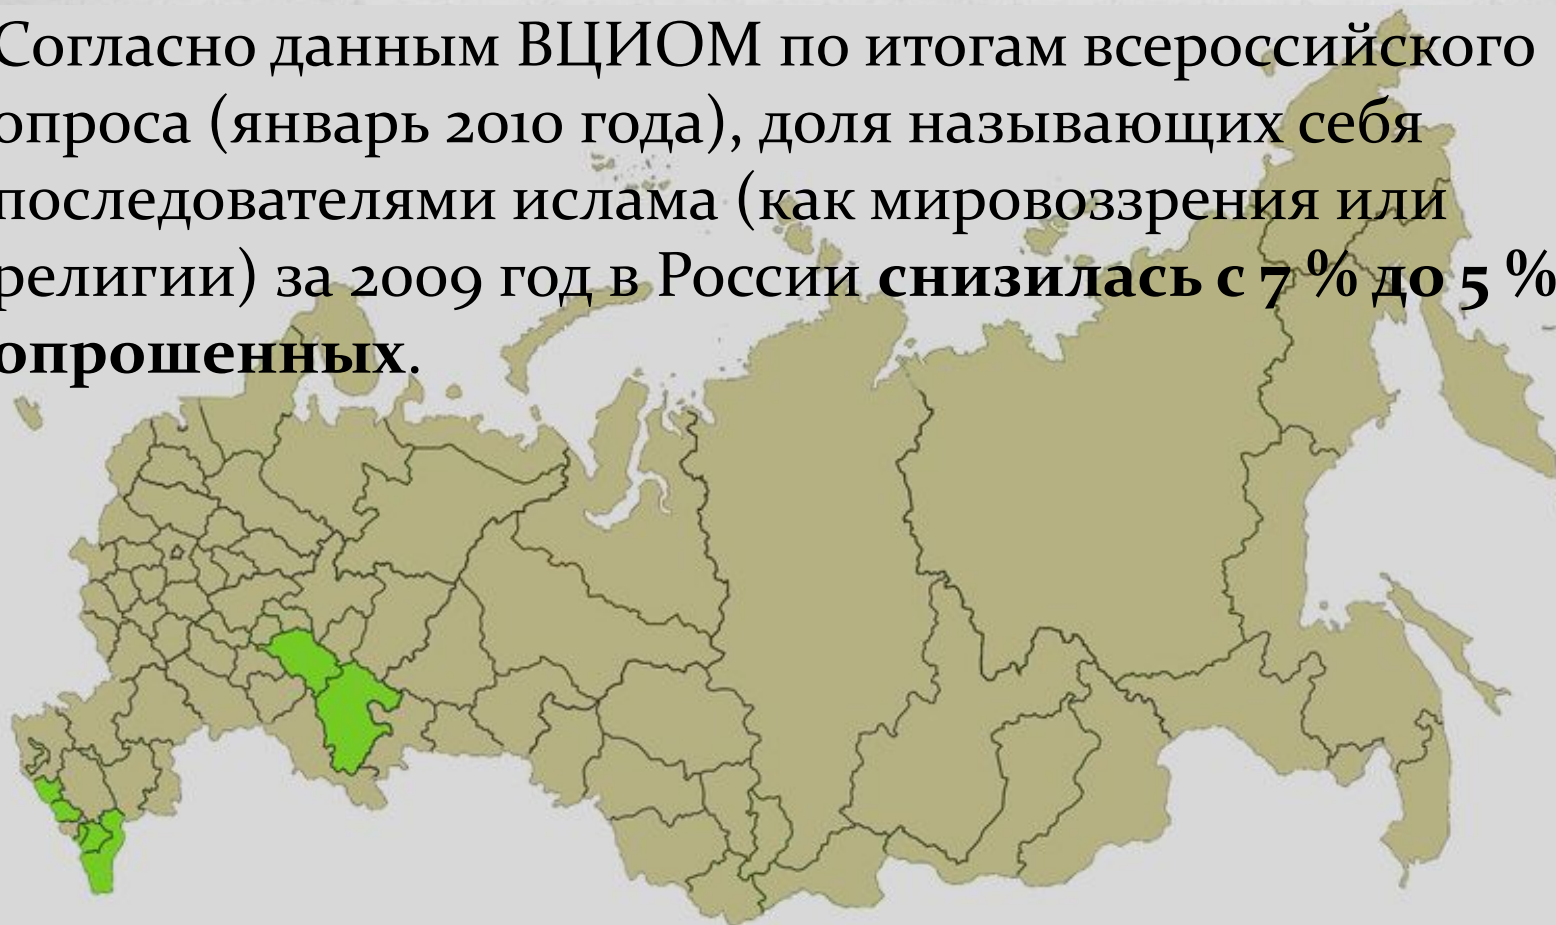 Согласно данным ВЦИОМ по итогам всероссийского
опроса (январь 2010 года), доля называющих себя
последователями ислама (как мировоззрения или
религии) за 2009 год в России снизилась с 7 % до 5 %
опрошенных.